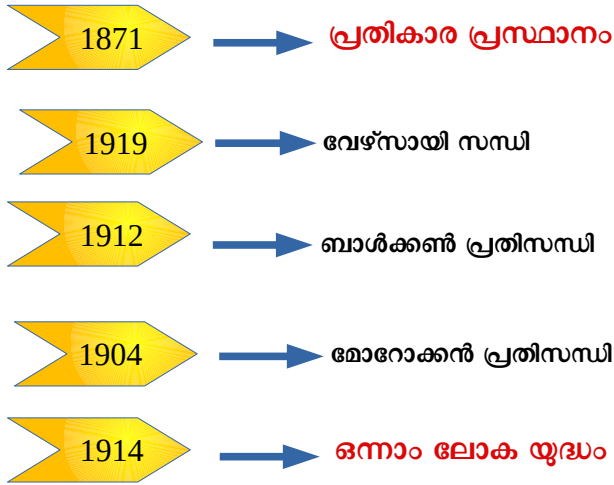 1871 പ്രതികാര പ്രസ്ഥാനം
1919 വേഴ്സായി സന്ധി
1912 ബാൾക്കൺ പ്രതിസന്ധി
1904 മോറോക്കൻ പ്രതിസന്ധി
1914 ഒന്നാം ലോക യുദ്ധം